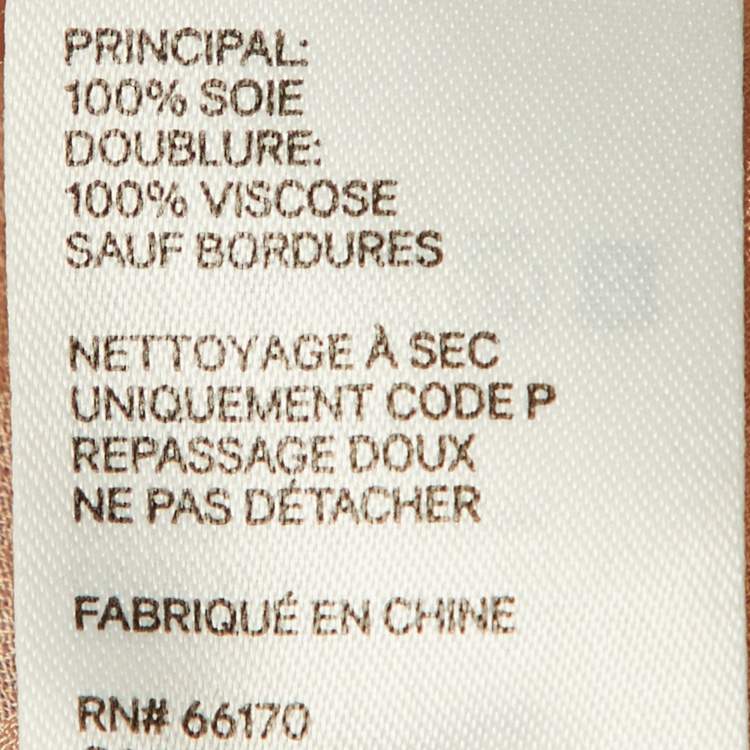 PRINCIPAL:
100% SOIE
DOUBLURE:
100% VISCOSE
SAUF BORDURES
NETTOYAGE À SEC
UNIQUEMENT CODE P
REPASSAGE DOUX
NE PAS DÉTACHER
FABRIQUÉ EN CHINE
RN# 66170